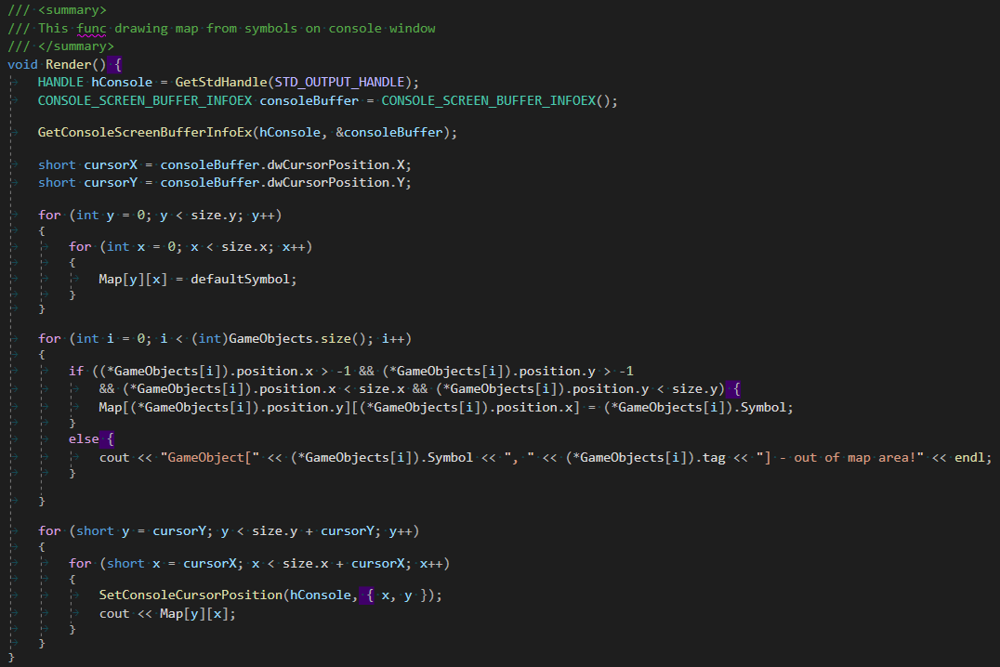 /// <summary>
/// This func drawing map from symbols on console window
/// </summary>
void Render() {
HANDLE hConsole = GetStdHandle(STD_OUTPUT_HANDLE);
CONSOLE_SCREEN_BUFFER_INFOEX consoleBuffer = CONSOLE_SCREEN_BUFFER_INFOEX();
GetConsoleScreenBufferInfoEx(hConsole, &consoleBuffer);
short cursorX = consoleBuffer.dwCursorPosition.X;
short cursorY = consoleBuffer.dwCursorPosition.Y;
for (int y = 0; y < size.y; y++)
{
for (int x = 0; x < size.x; x++)
{
Map[y][x] = defaultSymbol;
}
}
for (int i = 0; i < (int)GameObjects.size(); i++)
{
if ((*GameObjects[i]).position.x > -1 && (*GameObjects[i]).position.y > -1
&& (*GameObjects[i]).position.x < size.x && (*GameObjects[i]).position.y < size.y) {
Map[(*GameObjects[i]).position.y][(*GameObjects[i]).position.x] = (*GameObjects[i]).Symbol;
}
else {
cout << "GameObject[" << (*GameObjects[i]).Symbol << ", " << (*GameObjects[i]).tag << "] - out of map area!" << endl;
}
}
for (short y = cursorY; y < size.y + cursorY; y++)
{
for (short x = cursorX; x < size.x + cursorX; x++)
{
SetConsoleCursorPosition(hConsole, { x, y });
cout << Map[y][x];
}
}
}